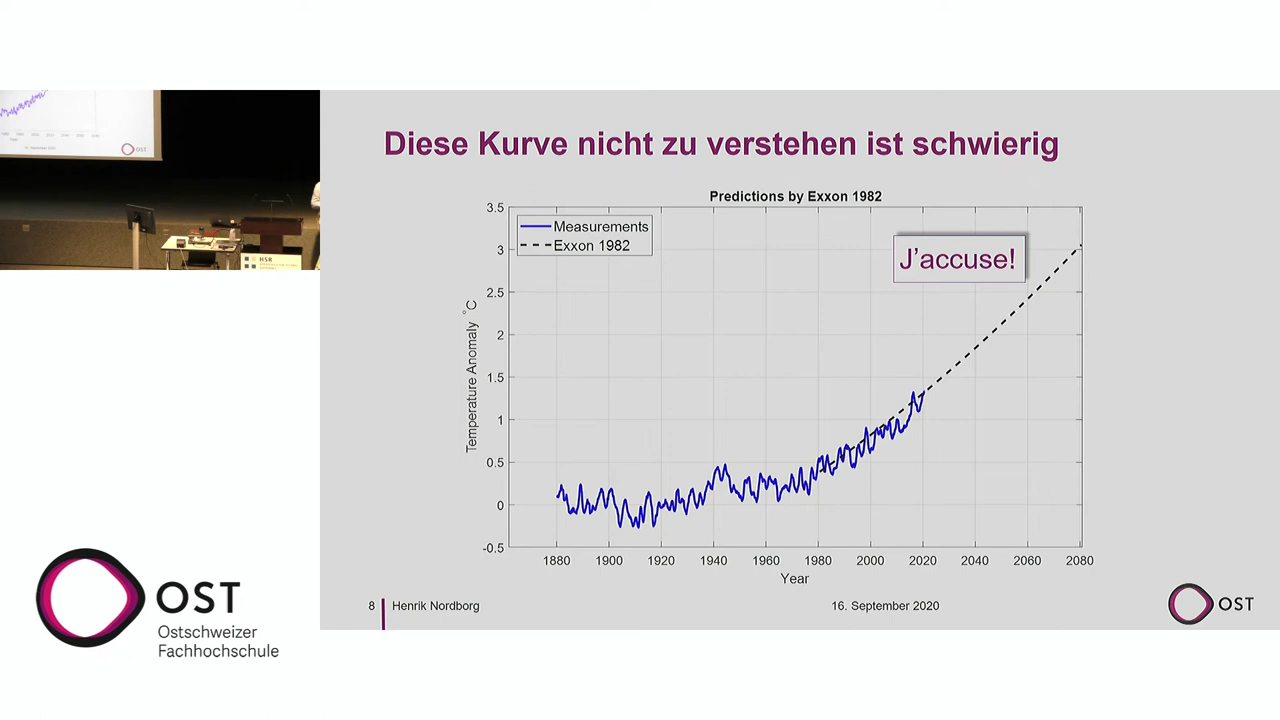 Diese Kurve nicht zu verstehen ist schwierig
Predictions by Exxon 1982
Measurements
Exxon 1982
J'accuse!
3.5
3
2.5
2
1.5
1
0.5
0
-0.5
Temperature Anomaly °C
1880 1900 1920 1940 1960 1980 2000 2020 2040 2060 2080
Year
8 Henrik Nordborg
16. September 2020
OST
OST
HSR
OST
Ostschweizer
Fachhochschule